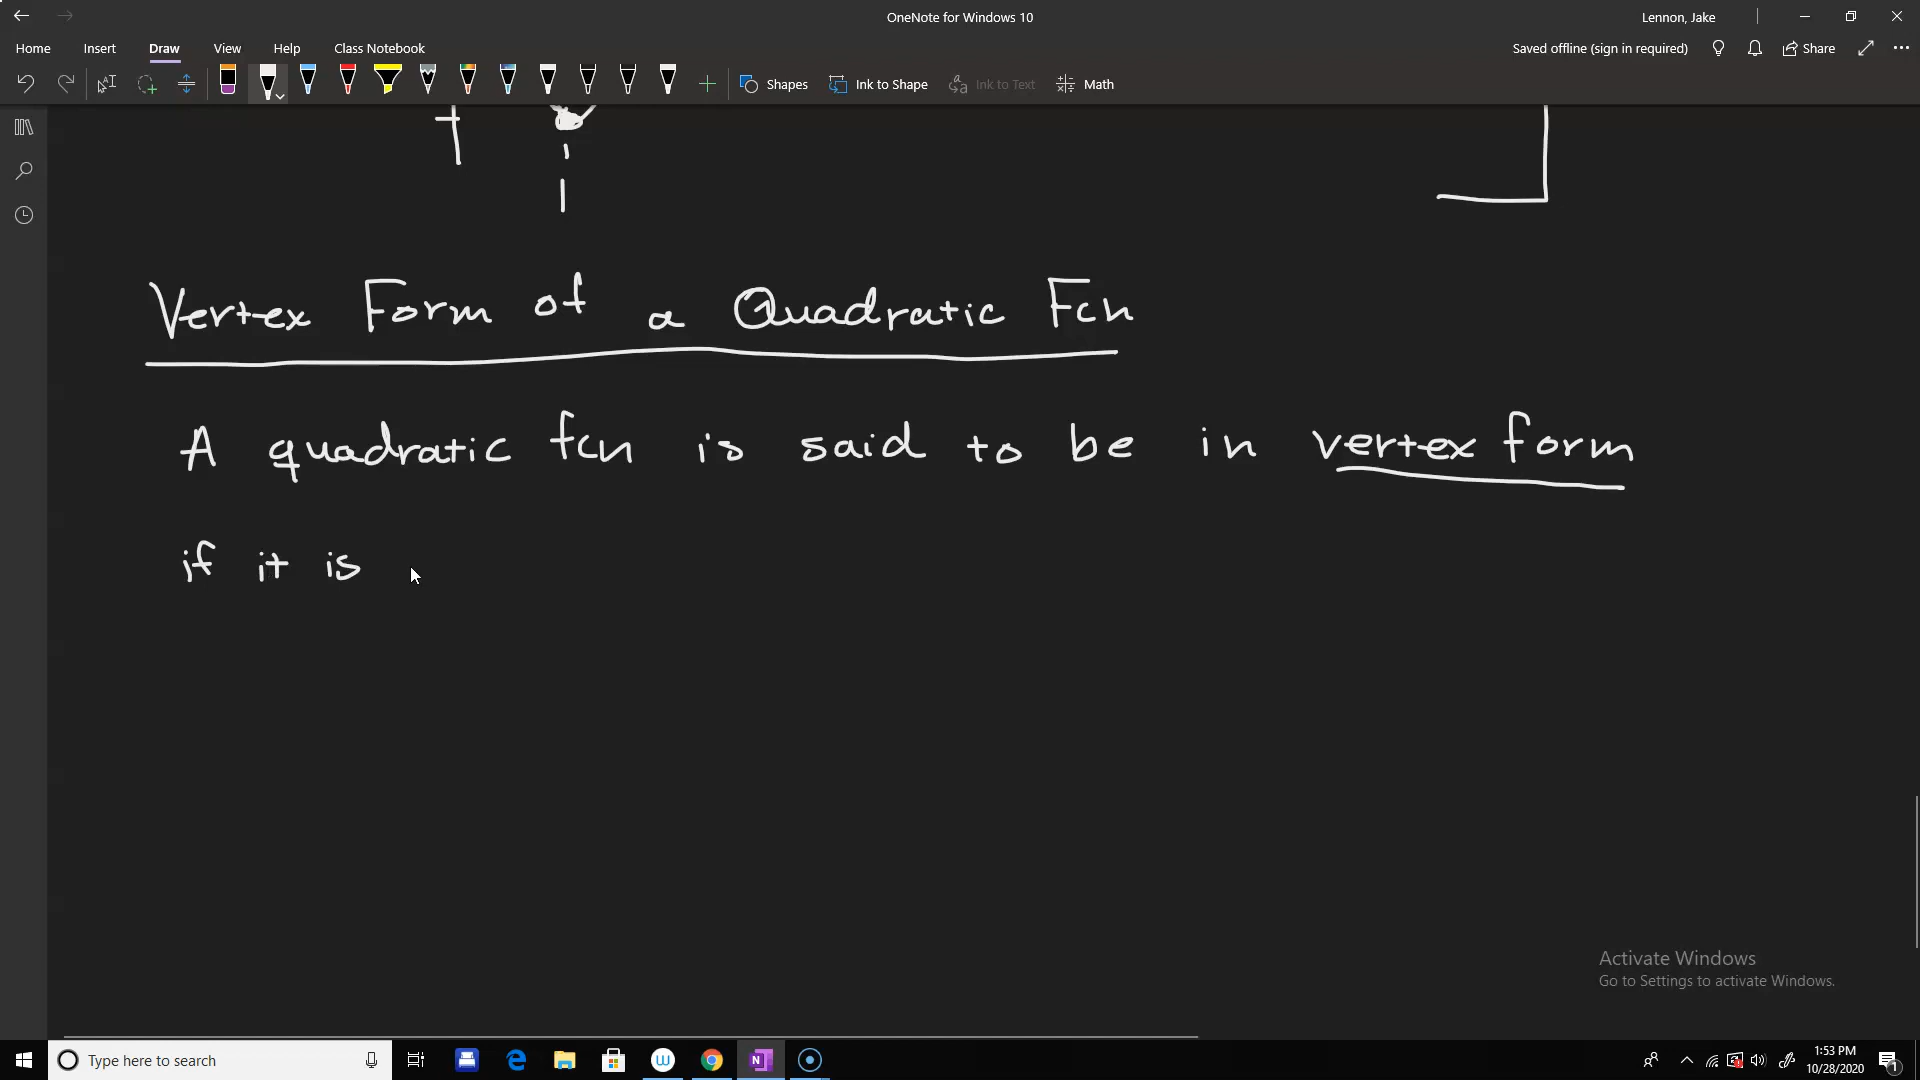 OneNote for Windows 10
Lennon, Jake
Home Insert Draw View Help Class Notebook
Saved offline (sign in required)
Share
Shapes
Ink to Shape
Ink to Text
Math
Vertex Form of a Quadratic Fcn
A quadratic fcn is said to be in vertex form
if it is
Activate Windows
Go to Settings to activate Windows.
Type here to search
1:53 PM
10/28/2020